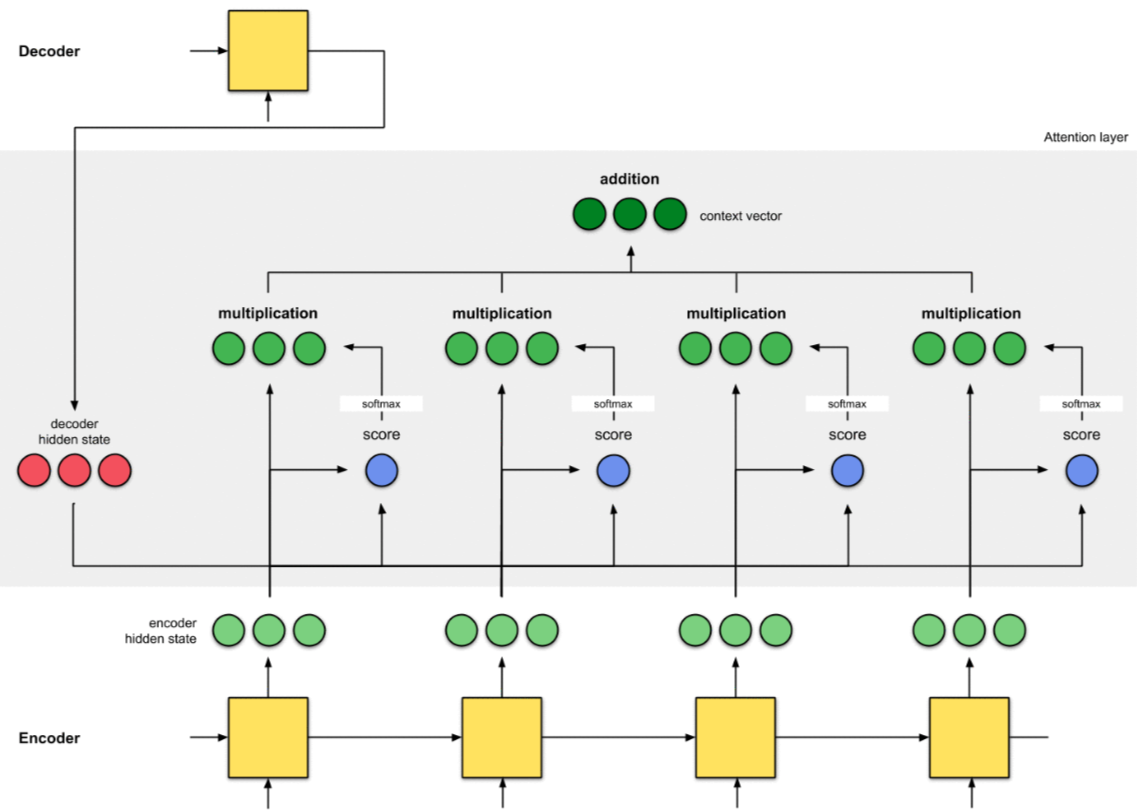 Decoder
Attention layer
addition
context vector
multiplication
multiplication
multiplication
multiplication
softmax
softmax
softmax
softmax
decoder
hidden state
score
score
score
score
encoder
hidden state
Encoder